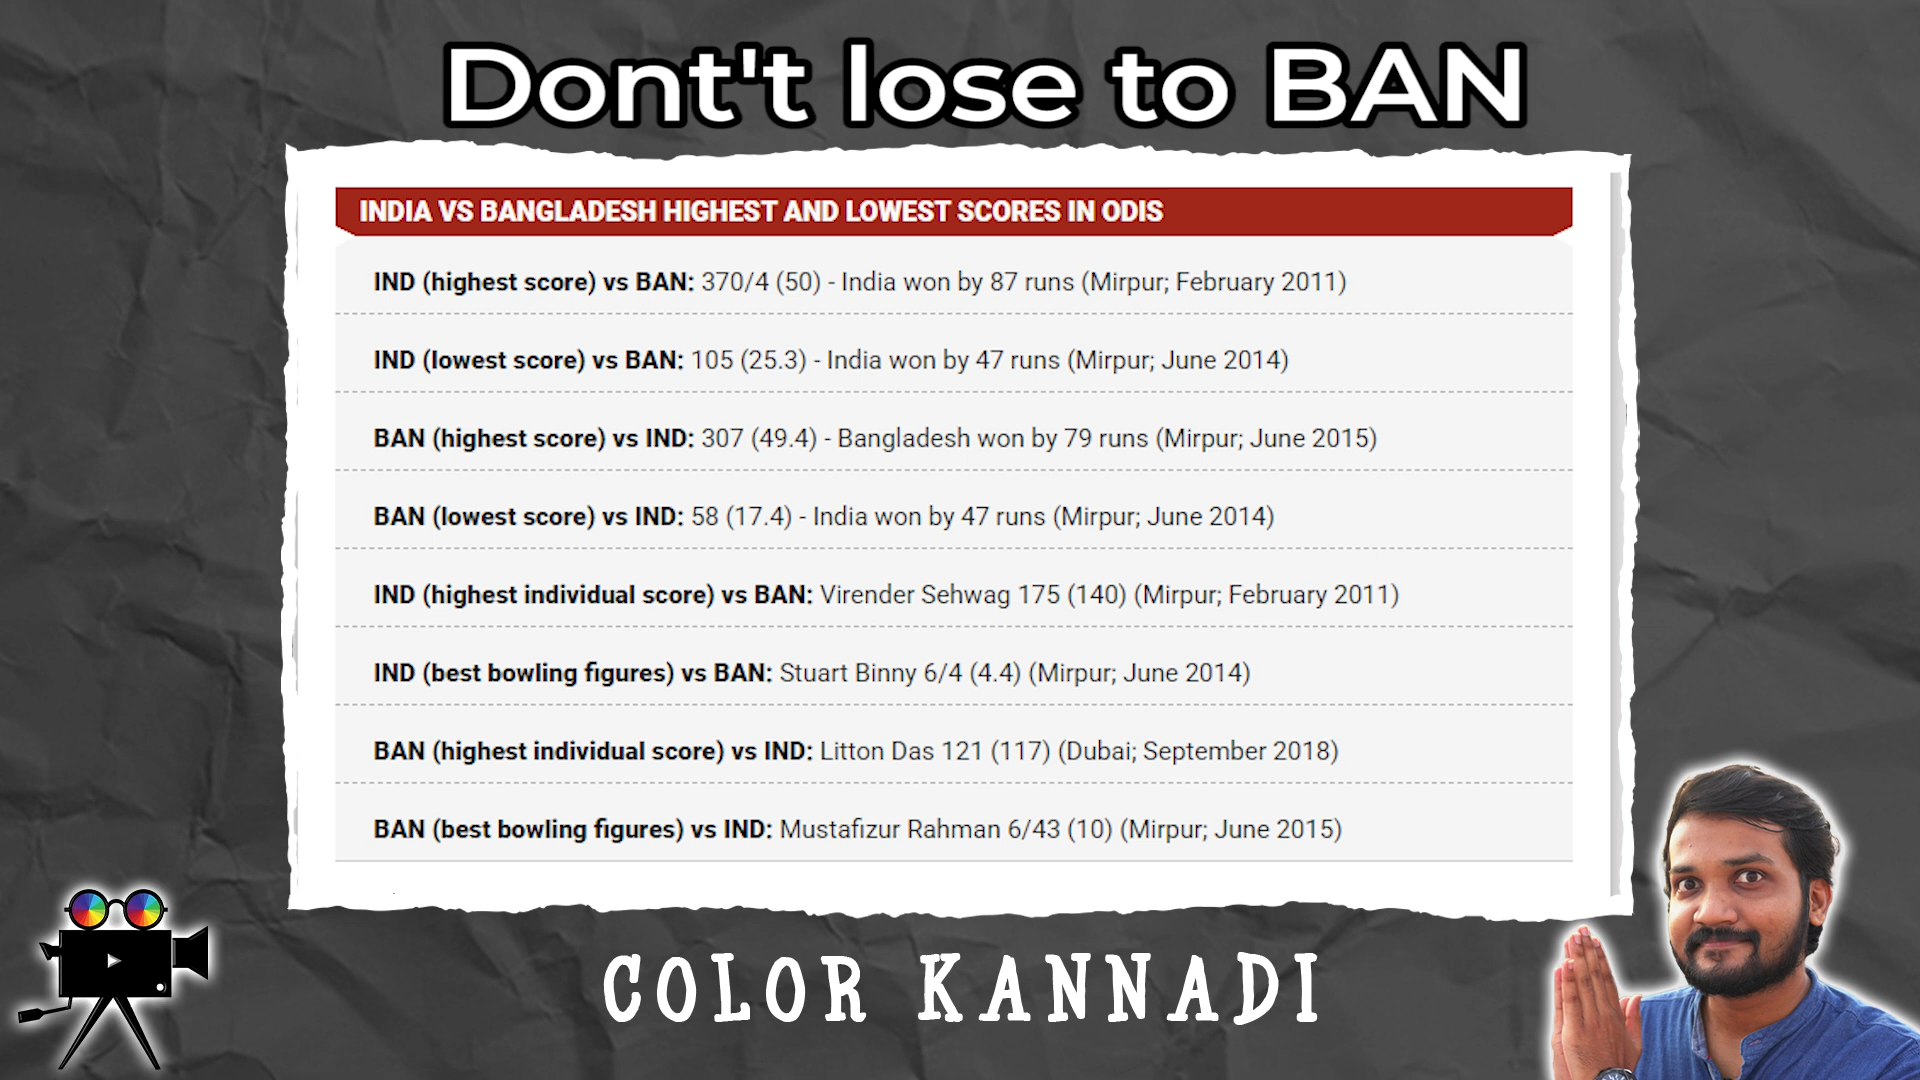 Dont't lose to BAN
INDIA VS BANGLADESH HIGHEST AND LOWEST SCORES IN ODIS
IND (highest score) vs BAN: 370/4 (50) - India won by 87 runs (Mirpur; February 2011)
IND (lowest score) vs BAN: 105 (25.3) - India won by 47 runs (Mirpur; June 2014)
BAN (highest score) vs IND: 307 (49.4) - Bangladesh won by 79 runs (Mirpur; June 2015)
BAN (lowest score) vs IND: 58 (17.4) - India won by 47 runs (Mirpur; June 2014)
IND (highest individual score) vs BAN: Virender Sehwag 175 (140) (Mirpur; February 2011)
IND (best bowling figures) vs BAN: Stuart Binny 6/4 (4.4) (Mirpur; June 2014)
BAN (highest individual score) vs IND: Litton Das 121 (117) (Dubai; September 2018)
BAN (best bowling figures) vs IND: Mustafizur Rahman 6/43 (10) (Mirpur; June 2015)
COLOR KANNADI